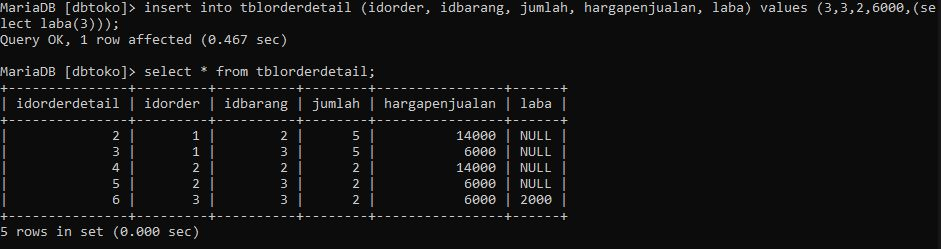 MariaDB [dbtoko]> insert into tblorderdetail (idorder, idbarang, jumlah, hargapenjualan, laba) values (3,3,2,6000,(se
lect laba(3)));
Query OK, 1 row affected (0.467 sec)

MariaDB [dbtoko]> select * from tblorderdetail;
+---------------+---------+----------+--------+----------------+------+
| idorderdetail | idorder | idbarang | jumlah | hargapenjualan | laba |
+---------------+---------+----------+--------+----------------+------+
|             2 |       1 |        2 |      5 |          14000 | NULL |
|             3 |       1 |        3 |      5 |           6000 | NULL |
|             4 |       2 |        2 |      2 |          14000 | NULL |
|             5 |       2 |        3 |      2 |           6000 | NULL |
|             6 |       3 |        3 |      2 |           6000 | 2000 |
+---------------+---------+----------+--------+----------------+------+
5 rows in set (0.000 sec)